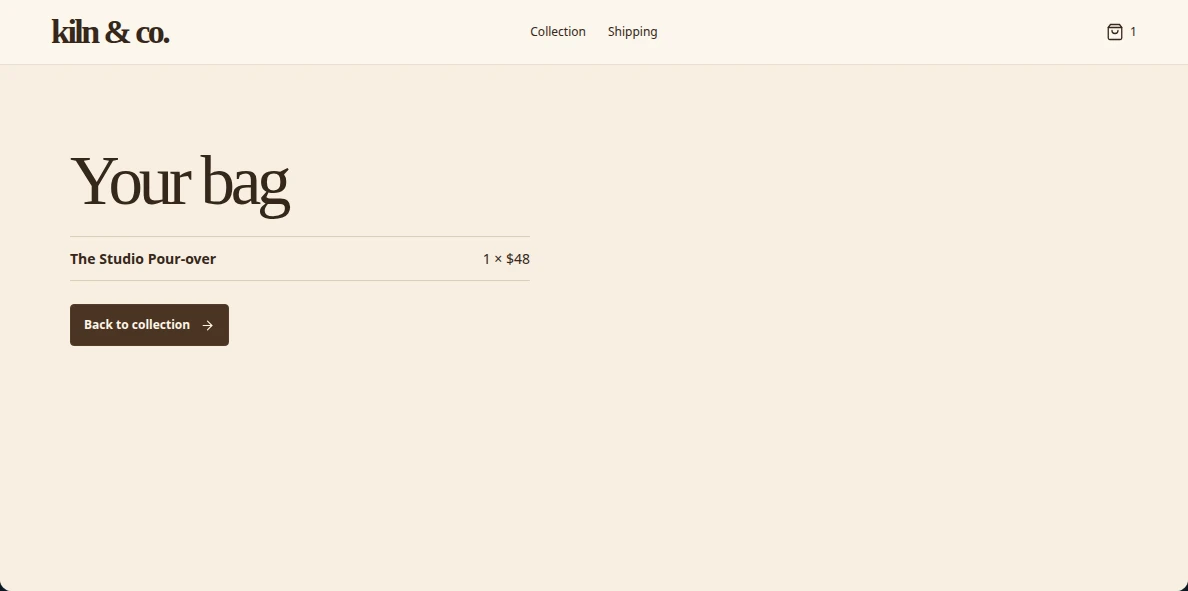 kiln & co.
Collection
Shipping
1
Your bag
The Studio Pour-over
1 × $48
Back to collection →